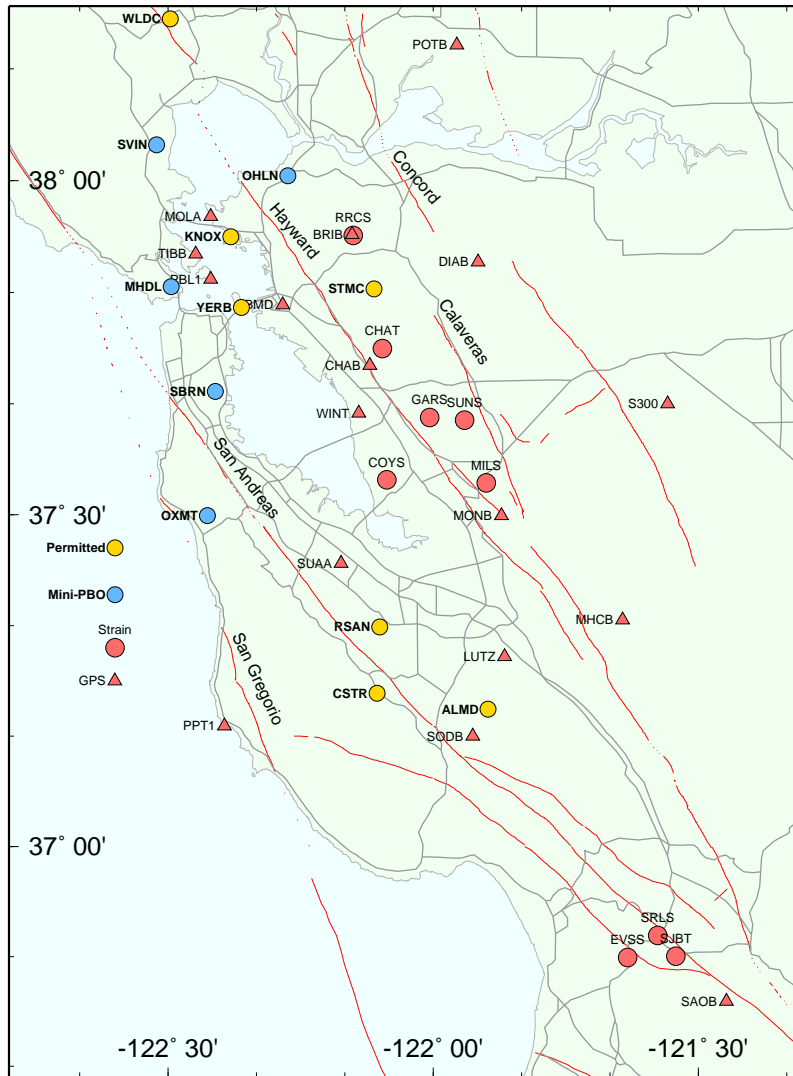 WLDC
POTB
SVIN
38° 00'
OHLN
Concord
MOLA
KNOX
Hayward
RRCS
BRIB
TIBB
DIAB
PBL1
MHDL
STMC
YERB
BMD
Calaveras
CHAT
CHAB
SBRN
GARS
SUNS
WINT
S300
San Andreas
COYS
MILS
37° 30'
OXMT
MONB
Permitted
SUAA
Mini-PBO
MHCB
Strain
RSAN
San Gregorio
LUTZ
GPS
CSTR
ALMD
PPT1
SODB
37° 00'
SRLS
EVSS
SJBT
SAOB
-122° 30'
-122° 00'
-121° 30'